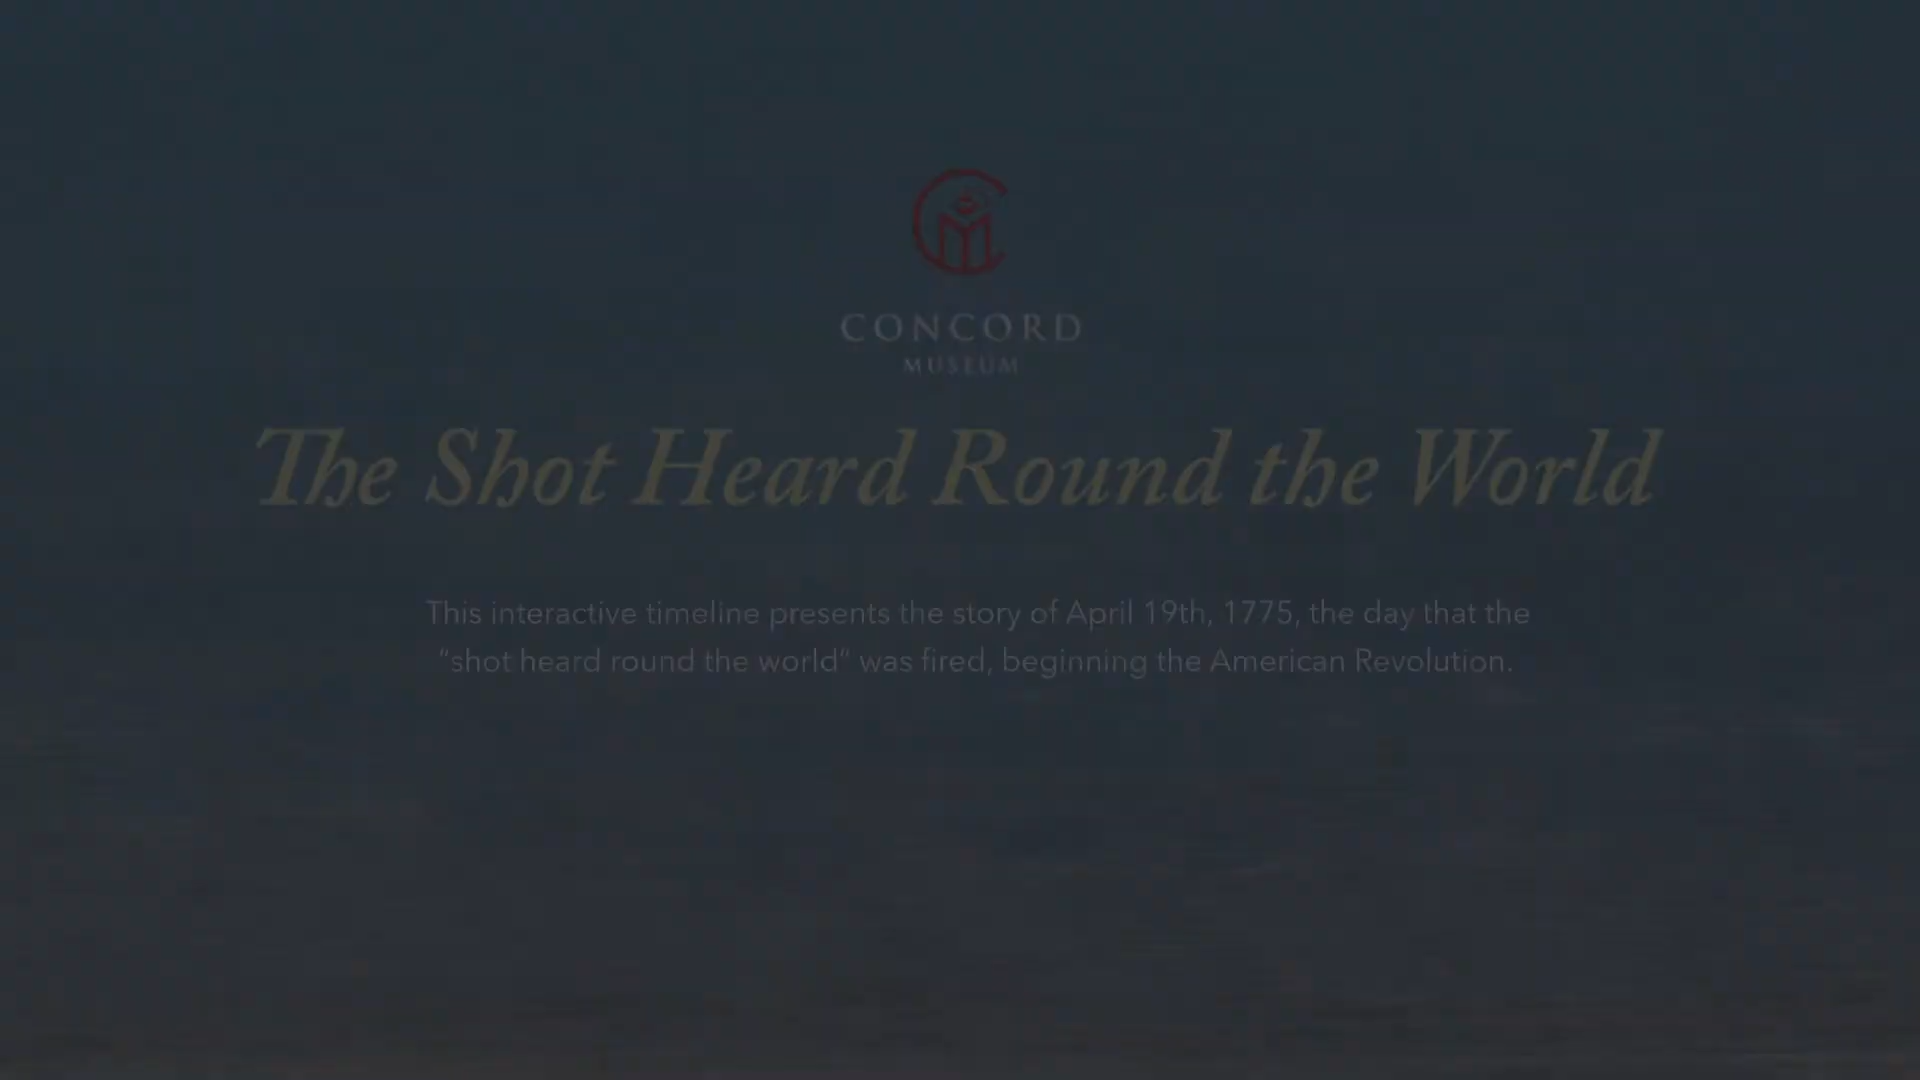 CONCORD
MUSEUM
The Shot Heard Round the World
This interactive timeline presents the story of April 19th, 1775, the day that the
“shot heard round the world” was fired, beginning the American Revolution.